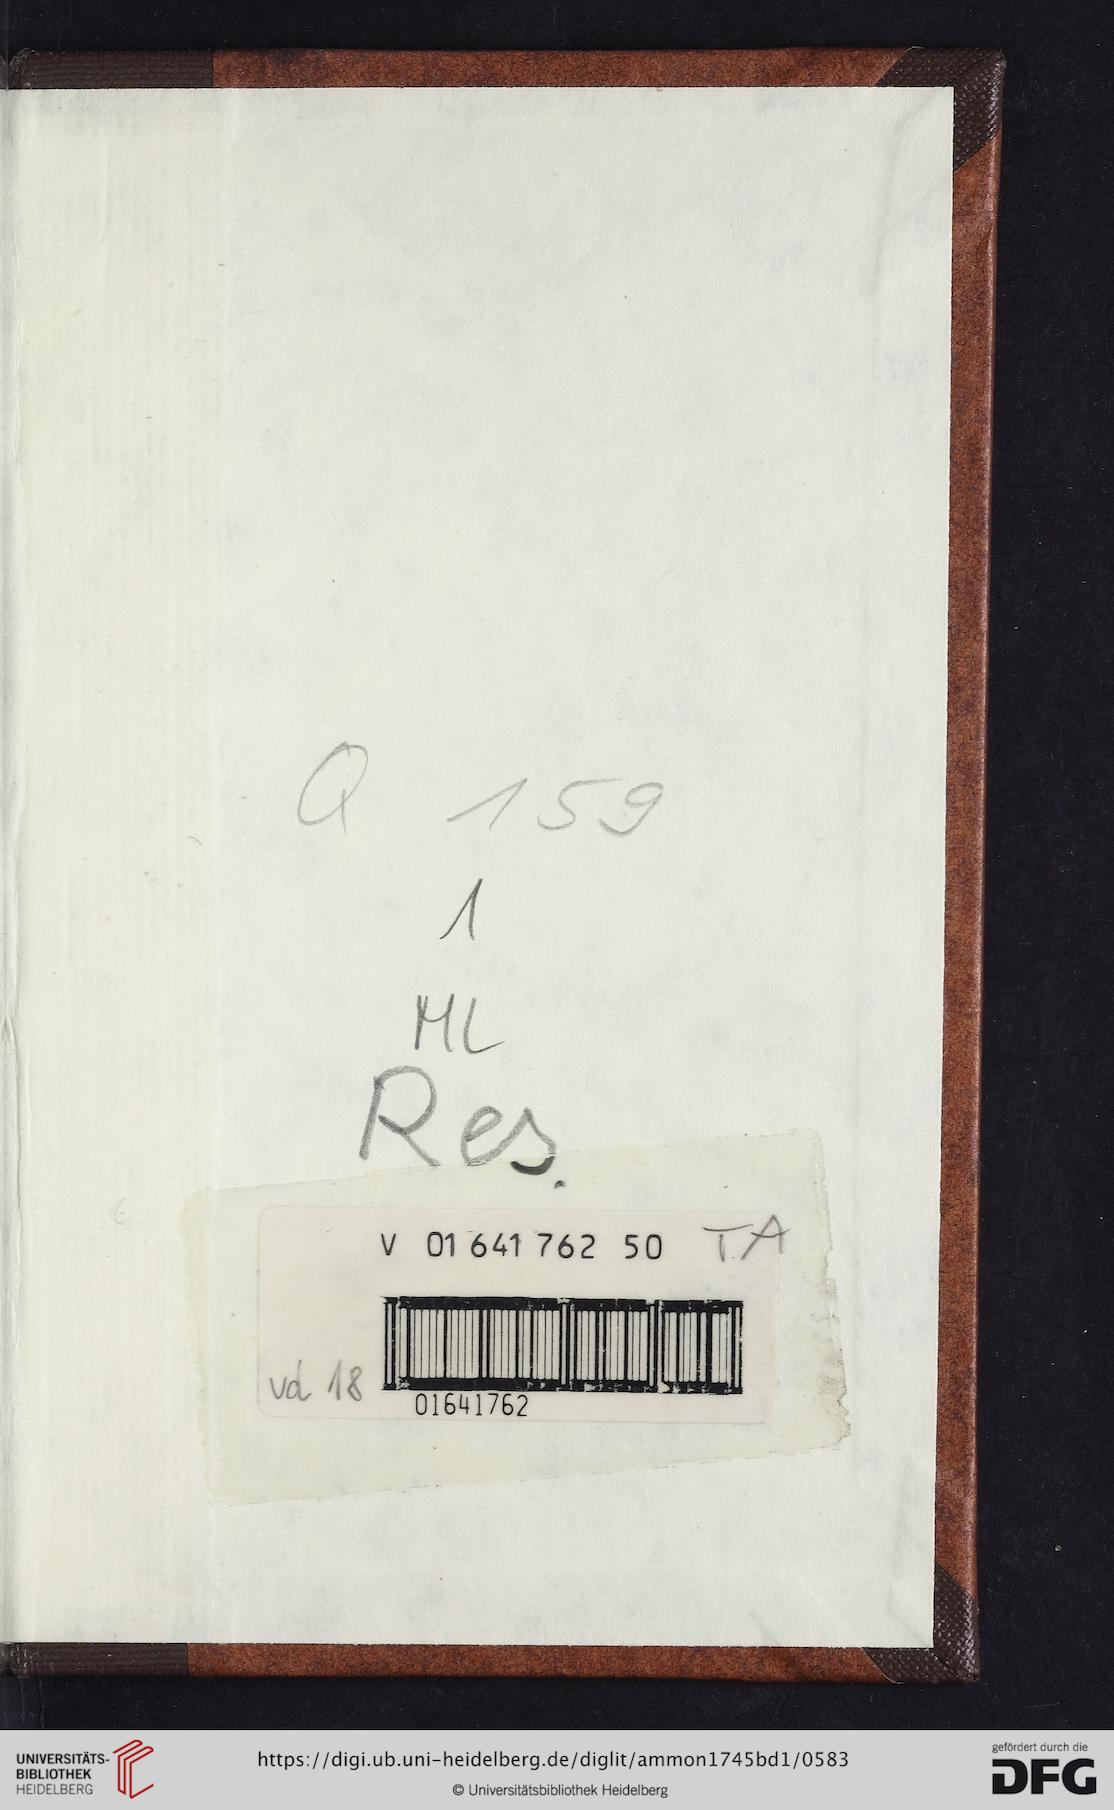 Q 159
1
ML
Res.
V 01 641 762 50 TA
vd 18
01641762
UNIVERSITÄTS-
BIBLIOTHEK
HEIDELBERG
https://digi.ub.uni-heidelberg.de/diglit/ammon1745bd1/0583
© Universitätsbibliothek Heidelberg
gefördert durch die
DFG